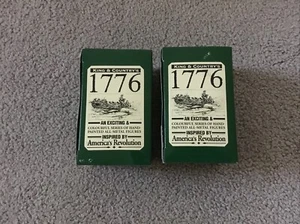 KING & COUNTRY'S
1776
AN EXCITING &
COLOURFUL SERIES OF HAND
PAINTED ALL-METAL FIGURES
INSPIRED BY
America's Revolution
KING & COUNTRY'S
1776
AN EXCITING &
COLOURFUL SERIES OF HAND
PAINTED ALL-METAL FIGURES
INSPIRED BY
America's Revolution